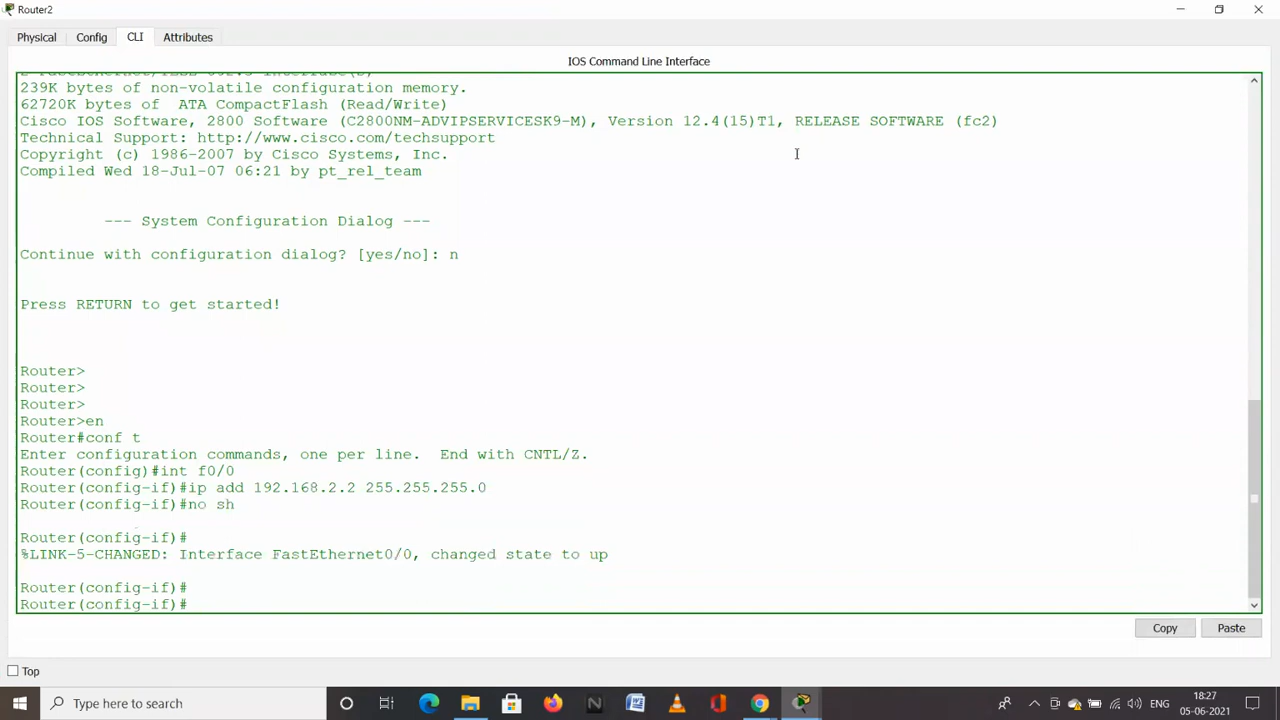 Router2
Physical
Config
CLI
Attributes
IOS Command Line Interface
239K bytes of non-volatile configuration memory.
62720K bytes of  ATA CompactFlash (Read/Write)
Cisco IOS Software, 2800 Software (C2800NM-ADVIPSERVICESK9-M), Version 12.4(15)T1, RELEASE SOFTWARE (fc2)
Technical Support: http://www.cisco.com/techsupport
Copyright (c) 1986-2007 by Cisco Systems, Inc.
Compiled Wed 18-Jul-07 06:21 by pt_rel_team
--- System Configuration Dialog ---
Continue with configuration dialog? [yes/no]: n
Press RETURN to get started!
Router>
Router>
Router>
Router>en
Router#conf t
Enter configuration commands, one per line.  End with CNTL/Z.
Router(config)#int f0/0
Router(config-if)#ip add 192.168.2.2 255.255.255.0
Router(config-if)#no sh
Router(config-if)#
%LINK-5-CHANGED: Interface FastEthernet0/0, changed state to up
Router(config-if)#
Router(config-if)#
Copy
Paste
Top
Type here to search
ENG
18:27
05-06-2021